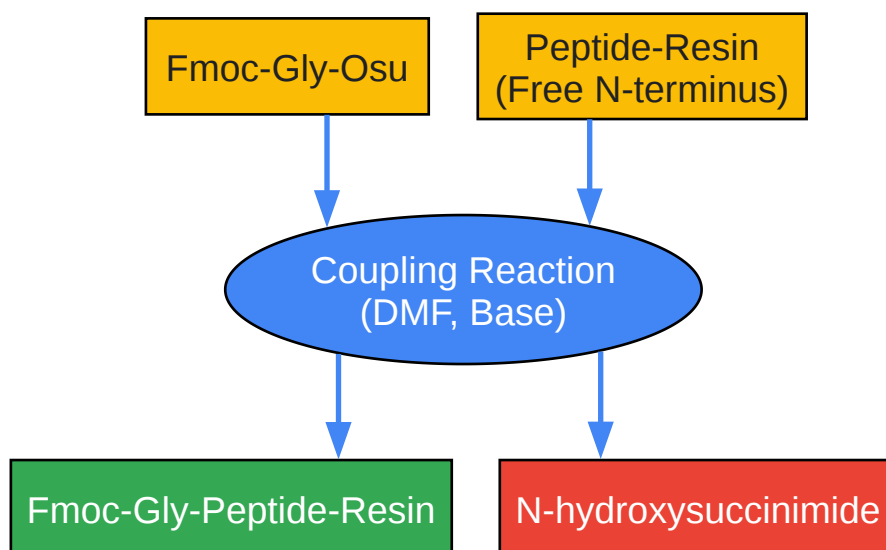 Fmoc-Gly-Osu
Peptide-Resin
(Free N-terminus)
Coupling Reaction
(DMF, Base)
Fmoc-Gly-Peptide-Resin
N-hydroxysuccinimide